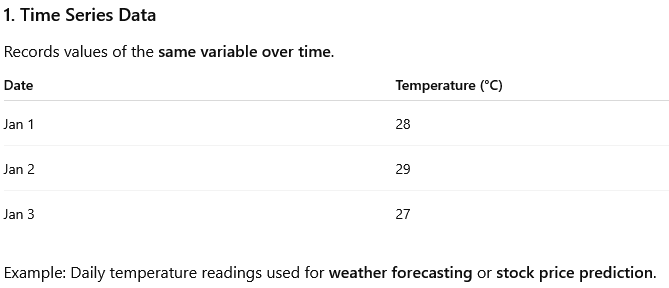 1. Time Series Data
Records values of the same variable over time.
Date Temperature (°C)
Jan 1 28
Jan 2 29
Jan 3 27
Example: Daily temperature readings used for weather forecasting or stock price prediction.